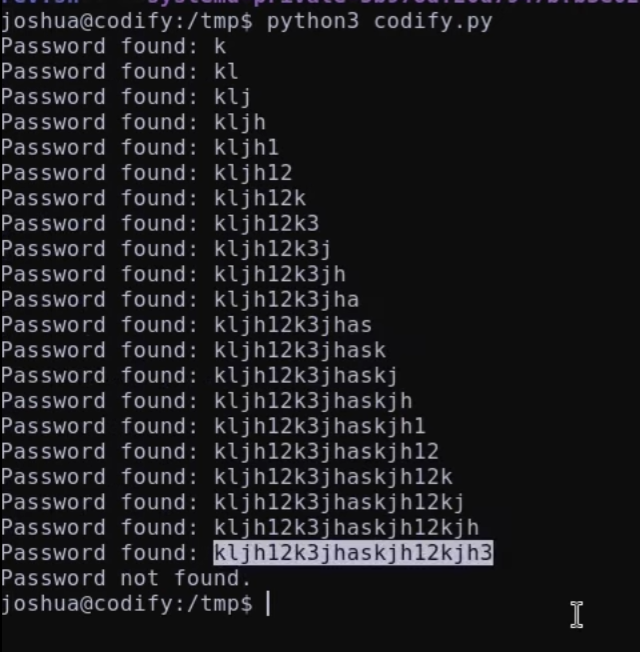 joshua@codify:/tmp$ python3 codify.py
Password found: k
Password found: kl
Password found: klj
Password found: kljh
Password found: kljh1
Password found: kljh12
Password found: kljh12k
Password found: kljh12k3
Password found: kljh12k3j
Password found: kljh12k3jh
Password found: kljh12k3jha
Password found: kljh12k3jhas
Password found: kljh12k3jhask
Password found: kljh12k3jhaskj
Password found: kljh12k3jhaskjh
Password found: kljh12k3jhaskjh1
Password found: kljh12k3jhaskjh12
Password found: kljh12k3jhaskjh12k
Password found: kljh12k3jhaskjh12kj
Password found: kljh12k3jhaskjh12kjh
Password found: kljh12k3jhaskjh12kjh3
Password not found.
joshua@codify:/tmp$